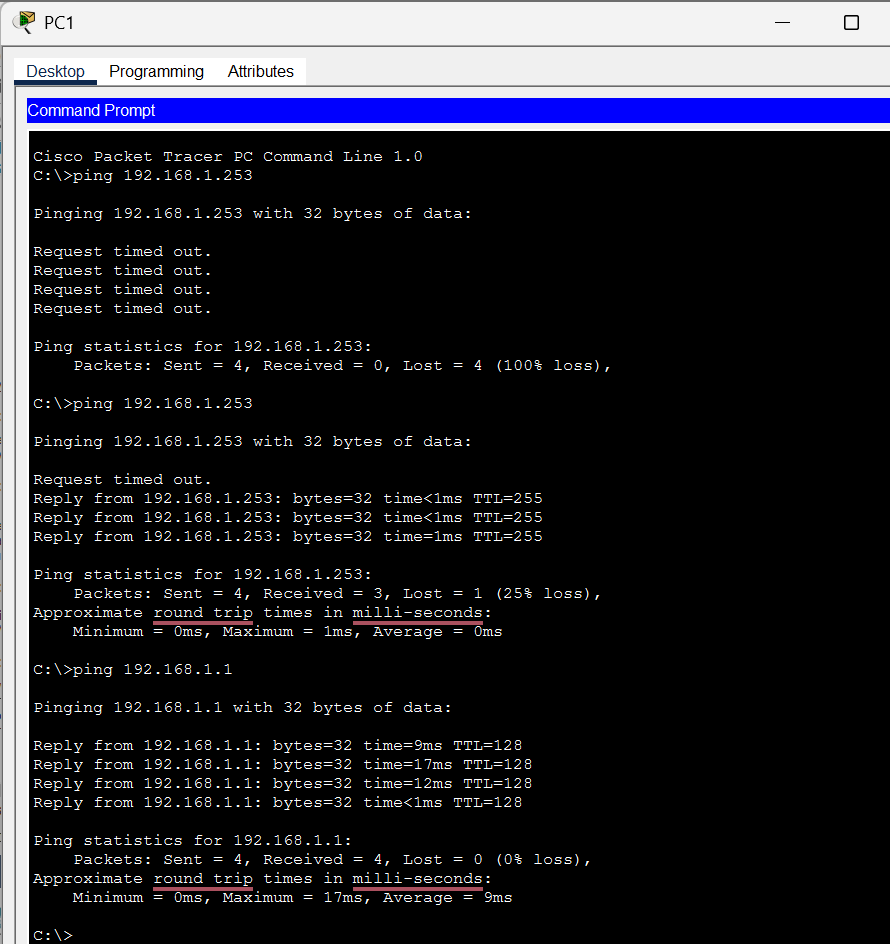 PC1
Desktop Programming Attributes
Command Prompt
Cisco Packet Tracer PC Command Line 1.0
C:\>ping 192.168.1.253
Pinging 192.168.1.253 with 32 bytes of data:
Request timed out.
Request timed out.
Request timed out.
Request timed out.
Ping statistics for 192.168.1.253:
Packets: Sent = 4, Received = 0, Lost = 4 (100% loss),
C:\>ping 192.168.1.253
Pinging 192.168.1.253 with 32 bytes of data:
Request timed out.
Reply from 192.168.1.253: bytes=32 time<1ms TTL=255
Reply from 192.168.1.253: bytes=32 time<1ms TTL=255
Reply from 192.168.1.253: bytes=32 time=1ms TTL=255
Ping statistics for 192.168.1.253:
Packets: Sent = 4, Received = 3, Lost = 1 (25% loss),
Approximate round trip times in milli-seconds:
Minimum = 0ms, Maximum = 1ms, Average = 0ms
C:\>ping 192.168.1.1
Pinging 192.168.1.1 with 32 bytes of data:
Reply from 192.168.1.1: bytes=32 time=9ms TTL=128
Reply from 192.168.1.1: bytes=32 time=17ms TTL=128
Reply from 192.168.1.1: bytes=32 time=12ms TTL=128
Reply from 192.168.1.1: bytes=32 time<1ms TTL=128
Ping statistics for 192.168.1.1:
Packets: Sent = 4, Received = 4, Lost = 0 (0% loss),
Approximate round trip times in milli-seconds:
Minimum = 0ms, Maximum = 17ms, Average = 9ms
C:\>